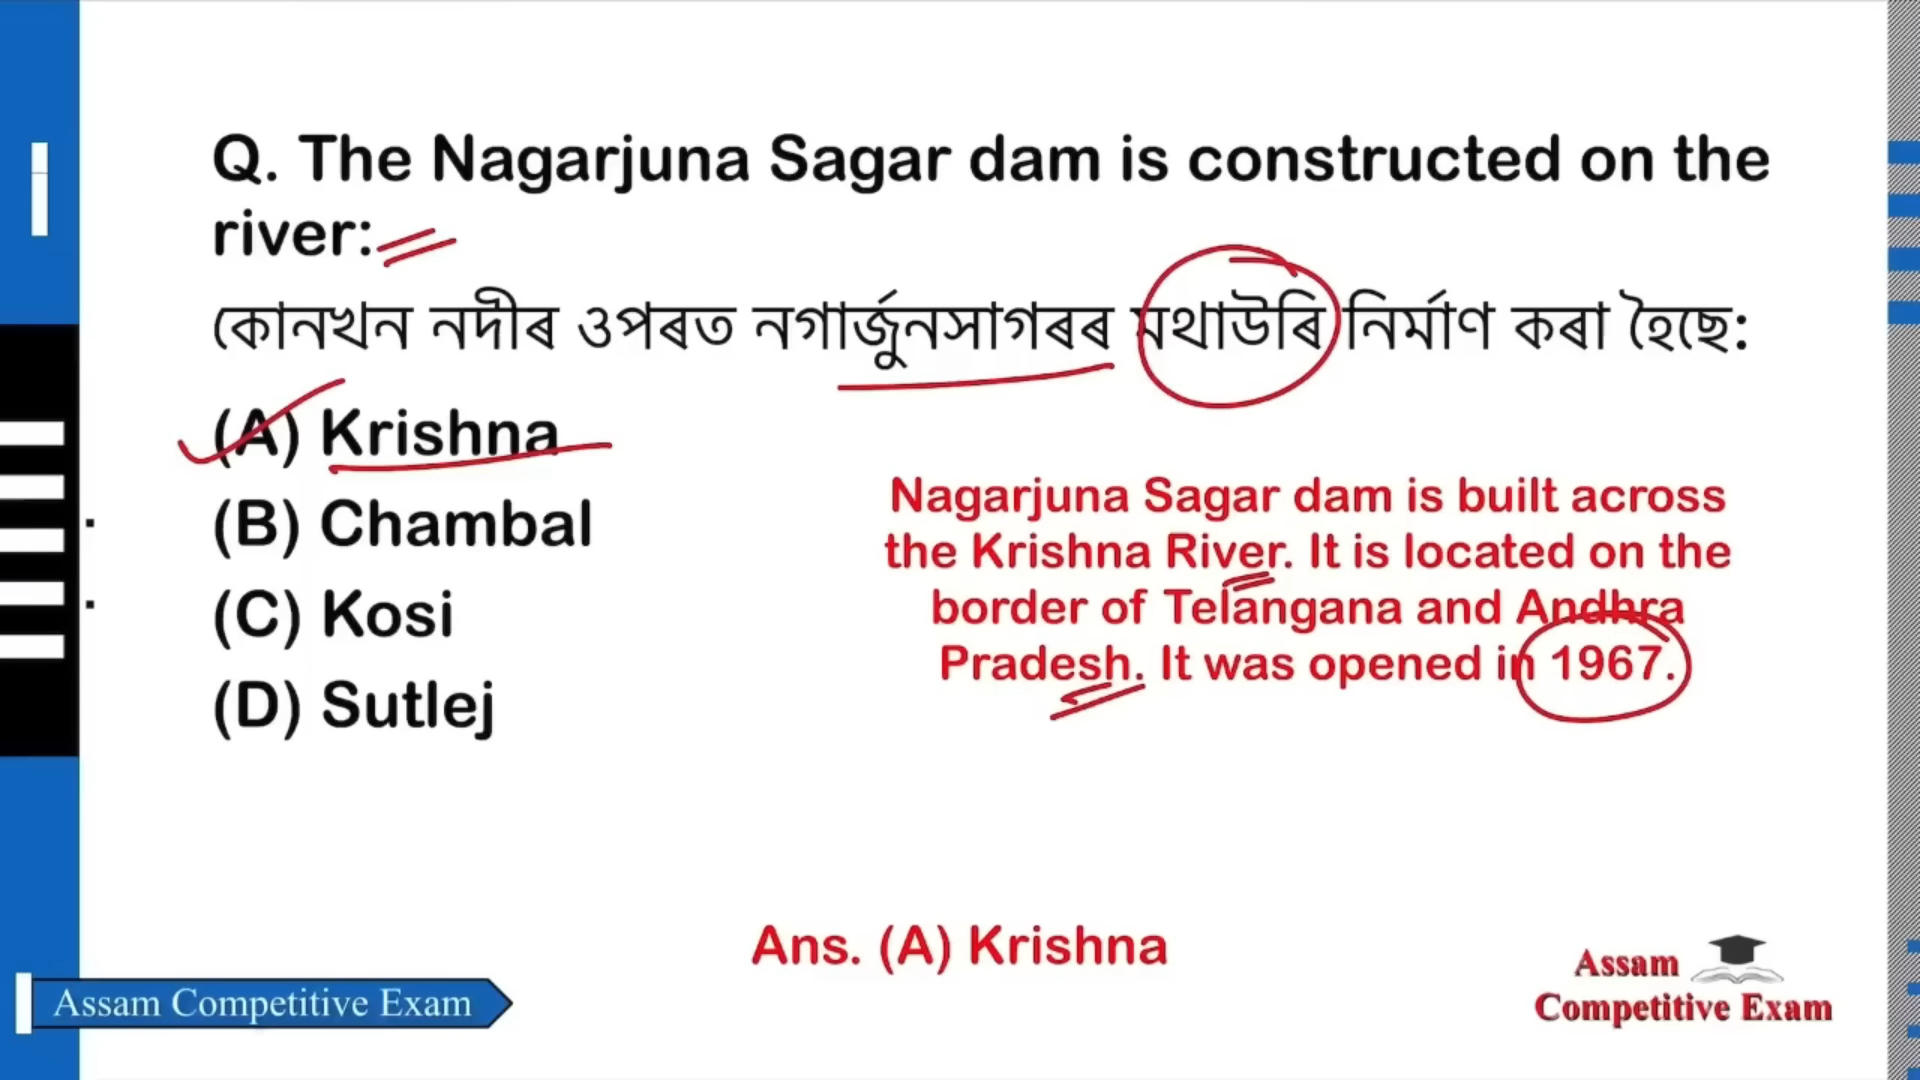 Q. The Nagarjuna Sagar dam is constructed on the
river:
কোনখন নদীৰ ওপৰত নগাৰ্জুনসাগৰৰ মথাউৰি নিৰ্মাণ কৰা হৈছে:
(A) Krishna
(B) Chambal
(C) Kosi
(D) Sutlej
Nagarjuna Sagar dam is built across
the Krishna River. It is located on the
border of Telangana and Andhra
Pradesh. It was opened in 1967.
Ans. (A) Krishna
Assam Competitive Exam
Assam
Competitive Exam